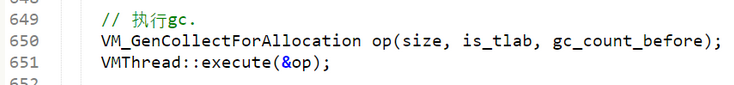 649 // 执行gc.
650 VM_GenCollectForAllocation op(size, is_tlab, gc_count_before);
651 VMThread::execute(&op);